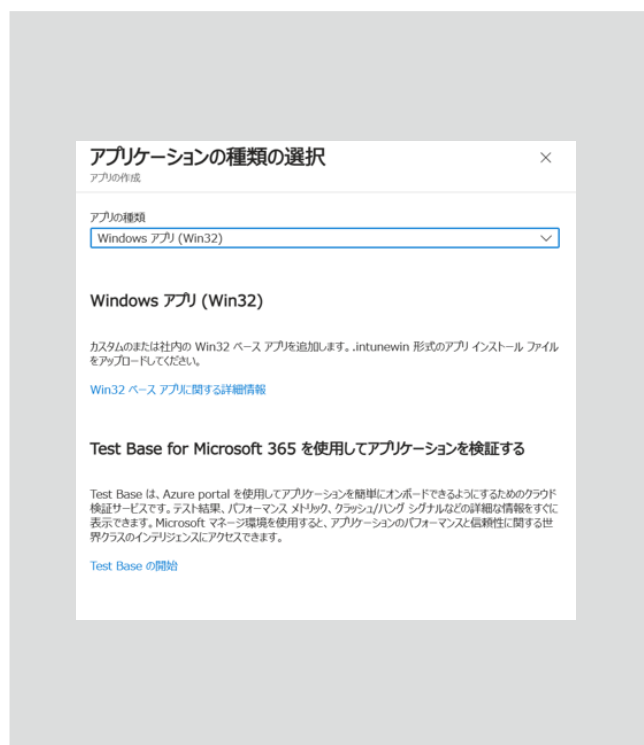 アプリケーションの種類の選択
アプリの作成
アプリの種類
Windows アプリ (Win32)
Windows アプリ (Win32)
カスタムのまたは社内の Win32 ベース アプリを追加します。.intunewin 形式のアプリ インストール ファイル
をアップロードしてください。
Win32 ベース アプリに関する詳細情報
Test Base for Microsoft 365 を使用してアプリケーションを検証する
Test Base は、Azure portal を使用してアプリケーションを簡単にオンボードできるようにするためのクラウド
検証サービスです。テスト結果、パフォーマンス メトリック、クラッシュ/ハング シグナルなどの詳細な情報をすぐに
表示できます。Microsoft マネージ環境を使用すると、アプリケーションのパフォーマンスと信頼性に関する世
界クラスのインテリジェンスにアクセスできます。
Test Base の開始